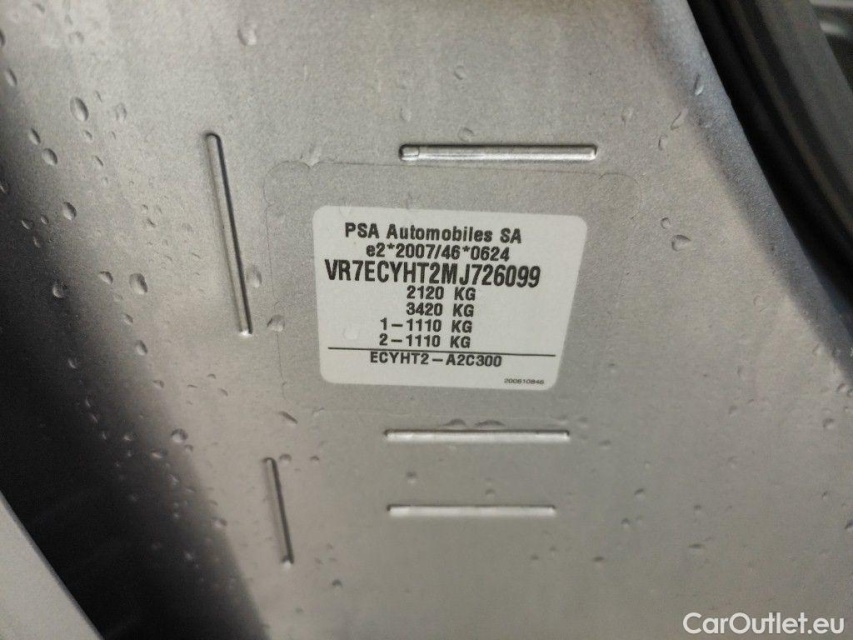 PSA Automobiles SA
e2*2007/46*0624
VR7ECYHT2MJ726099
2120 KG
3420 KG
1-1110 KG
2-1110 KG
ECYHT2-A2C300
200810846
CarOutlet.eu